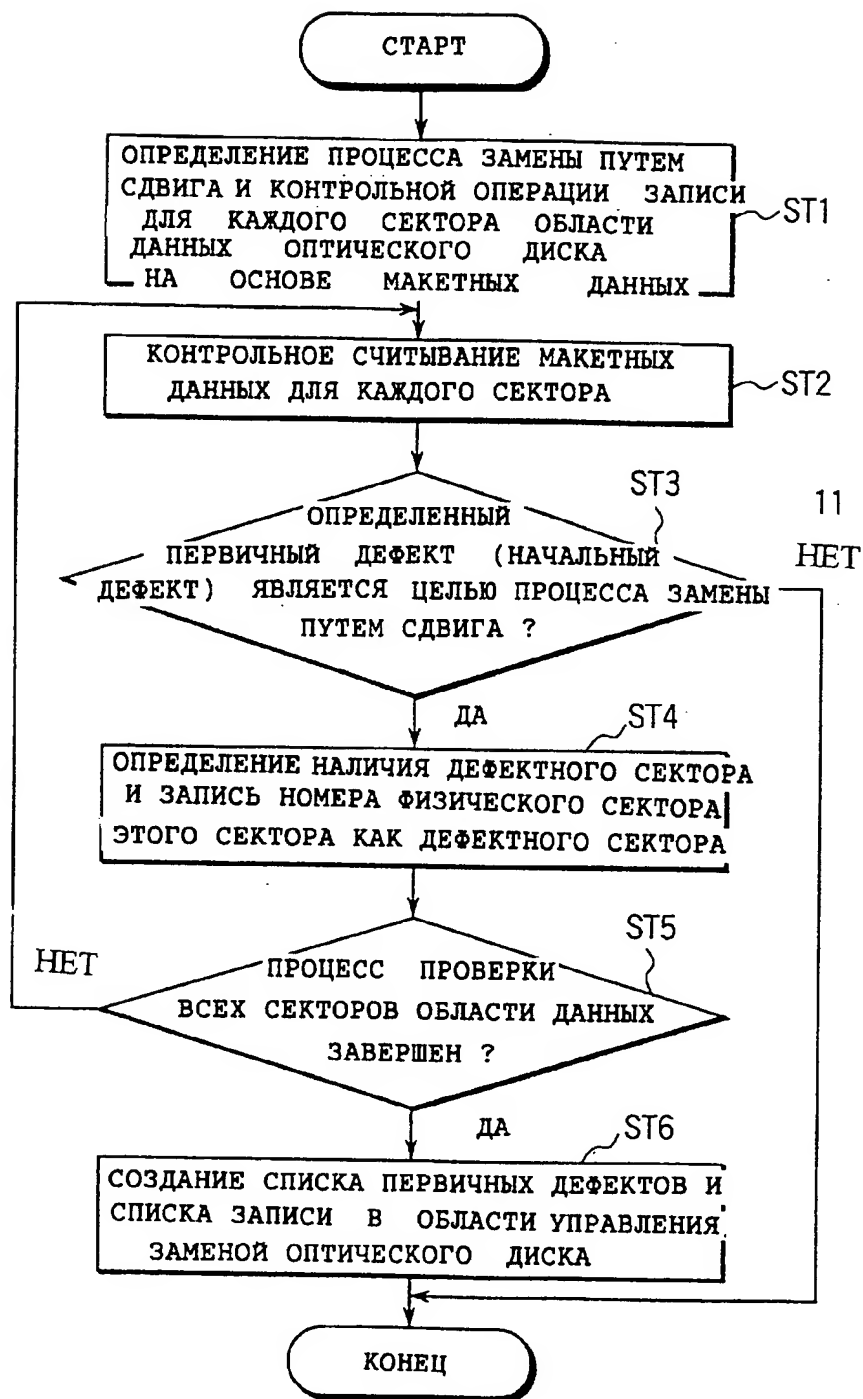 СТАРТ
ОПРЕДЕЛЕНИЕ ПРОЦЕССА ЗАМЕНЫ ПУТЕМ
СДВИГА И КОНТРОЛЬНОЙ ОПЕРАЦИИ ЗАПИСИ
ДЛЯ КАЖДОГО СЕКТОРА ОБЛАСТИ
ДАННЫХ ОПТИЧЕСКОГО ДИСКА
НА ОСНОВЕ МАКЕТНЫХ ДАННЫХ
ST1
КОНТРОЛЬНОЕ СЧИТЫВАНИЕ МАКЕТНЫХ
ДАННЫХ ДЛЯ КАЖДОГО СЕКТОРА
ST2
ST3
11
НЕТ
ОПРЕДЕЛЕННЫЙ
ПЕРВИЧНЫЙ ДЕФЕКТ (НАЧАЛЬНЫЙ
ДЕФЕКТ) ЯВЛЯЕТСЯ ЦЕЛЬЮ ПРОЦЕССА ЗАМЕНЫ
ПУТЕМ СДВИГА ?
ДА
ST4
ОПРЕДЕЛЕНИЕ НАЛИЧИЯ ДЕФЕКТНОГО СЕКТОРА
И ЗАПИСЬ НОМЕРА ФИЗИЧЕСКОГО СЕКТОРА
ЭТОГО СЕКТОРА КАК ДЕФЕКТНОГО СЕКТОРА
ST5
НЕТ
ПРОЦЕСС ПРОВЕРКИ
ВСЕХ СЕКТОРОВ ОБЛАСТИ ДАННЫХ
ЗАВЕРШЕН ?
ДА
ST6
СОЗДАНИЕ СПИСКА ПЕРВИЧНЫХ ДЕФЕКТОВ И
СПИСКА ЗАПИСИ В ОБЛАСТИ УПРАВЛЕНИЯ
ЗАМЕНОЙ ОПТИЧЕСКОГО ДИСКА
КОНЕЦ